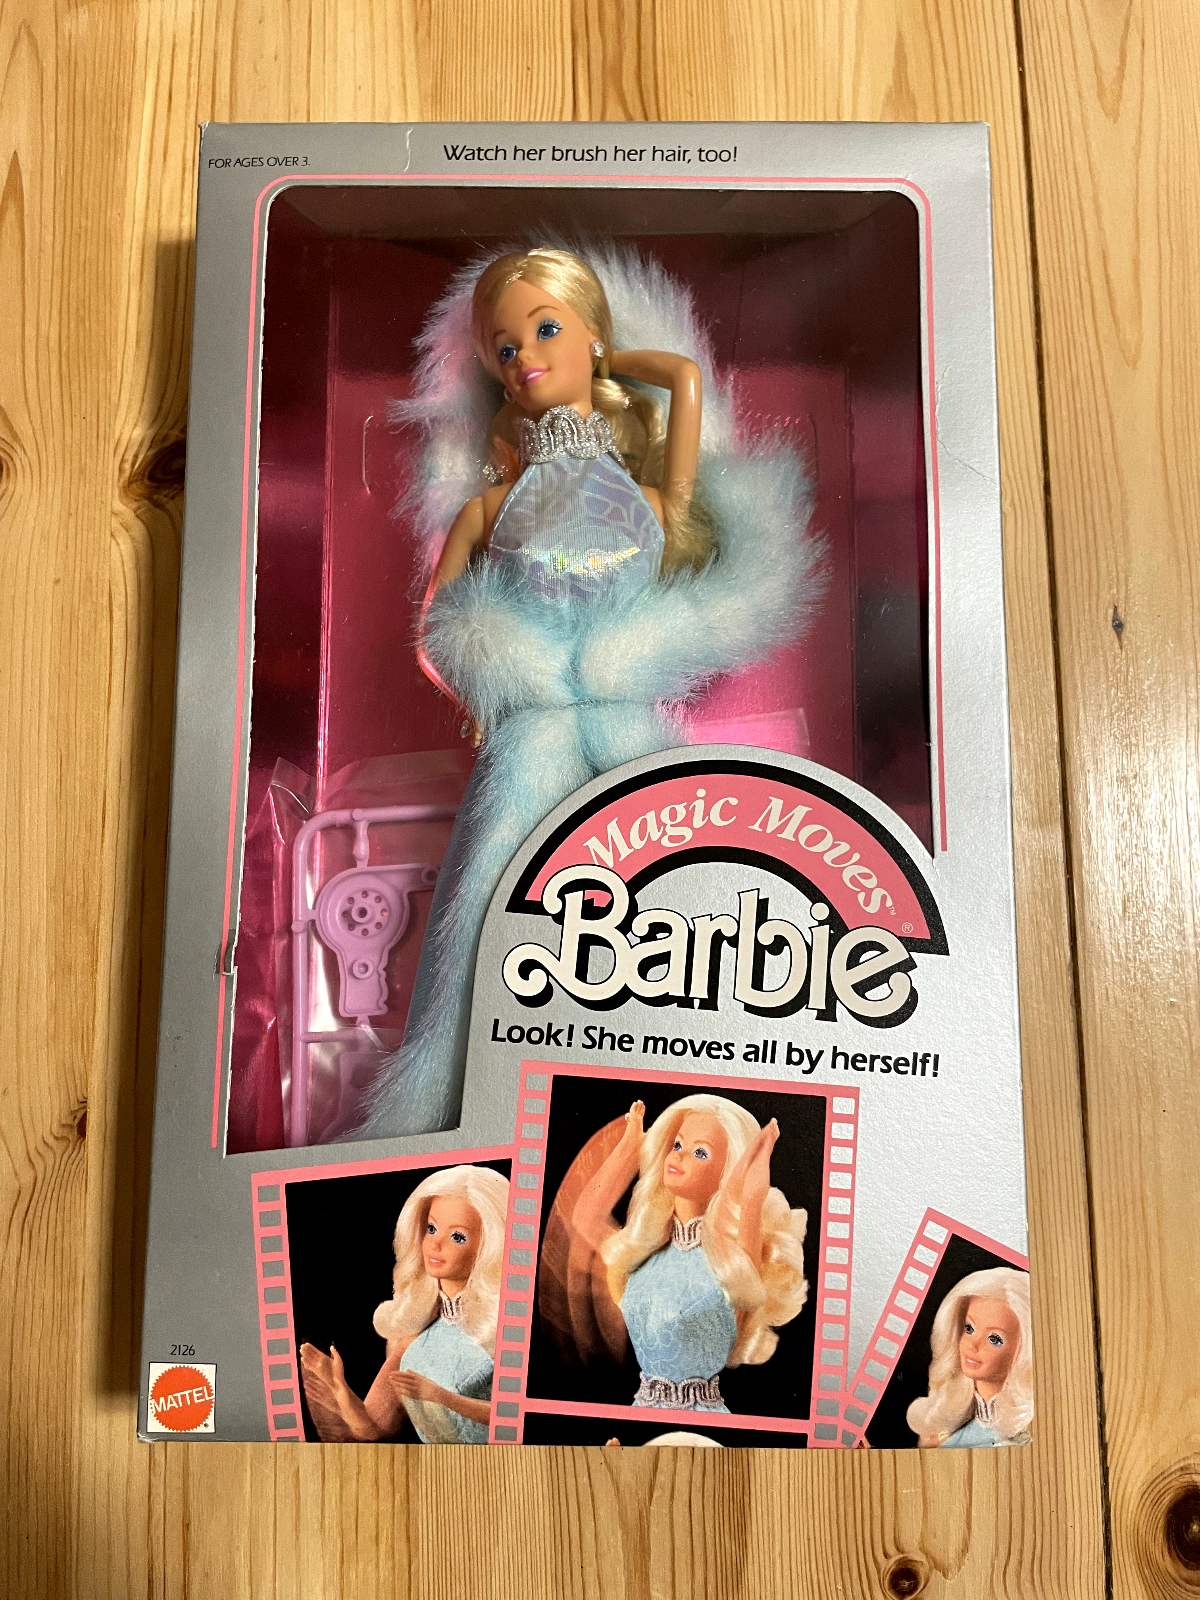 FOR AGES OVER 3.
Watch her brush her hair, too!
Magic Moves™
Barbie®
Look! She moves all by herself!
2126
MATTEL®